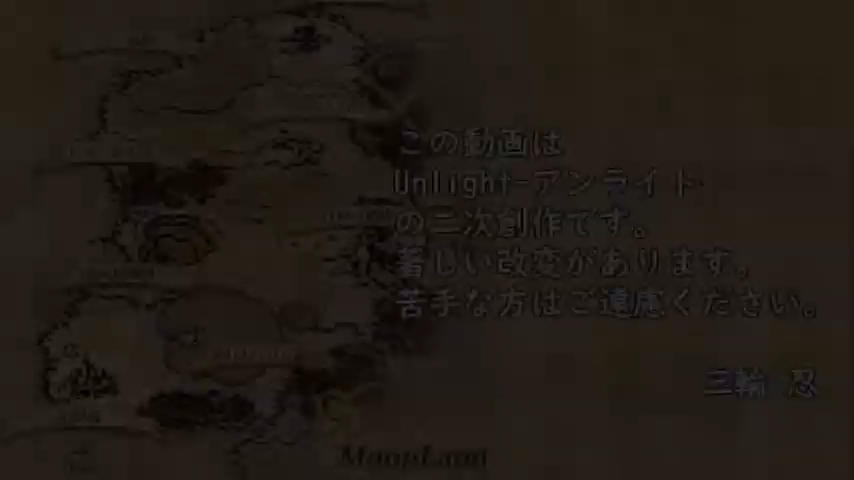 この動画は
Unlight-アンライト
の二次創作です。
著しい改変があります。
苦手な方はご遠慮ください。
三輪 忍
MoonLand